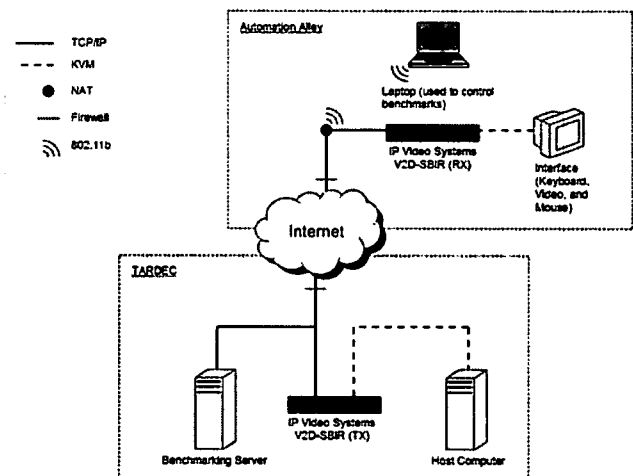 TCP/IP
KVM
NAT
Firewall
802.11b
Automation Alley
Laptop (used to control
benchmarks)
IP Video Systems
V2D-SBIR (RX)
Interface
(Keyboard,
Video, and
Mouse)
Internet
TARDEC
Benchmarking Server
IP Video Systems
V2D-SBIR (TX)
Host Computer